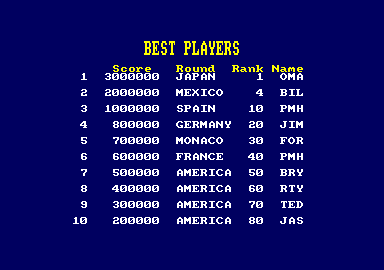 BEST PLAYERS
Score Round Rank Name
1 3000000 JAPAN 1 OMA
2 2000000 MEXICO 4 BIL
3 1000000 SPAIN 10 PMH
4 800000 GERMANY 20 JIM
5 700000 MONACO 30 FOR
6 600000 FRANCE 40 PMH
7 500000 AMERICA 50 BRY
8 400000 AMERICA 60 RTY
9 300000 AMERICA 70 TED
10 200000 AMERICA 80 JAS